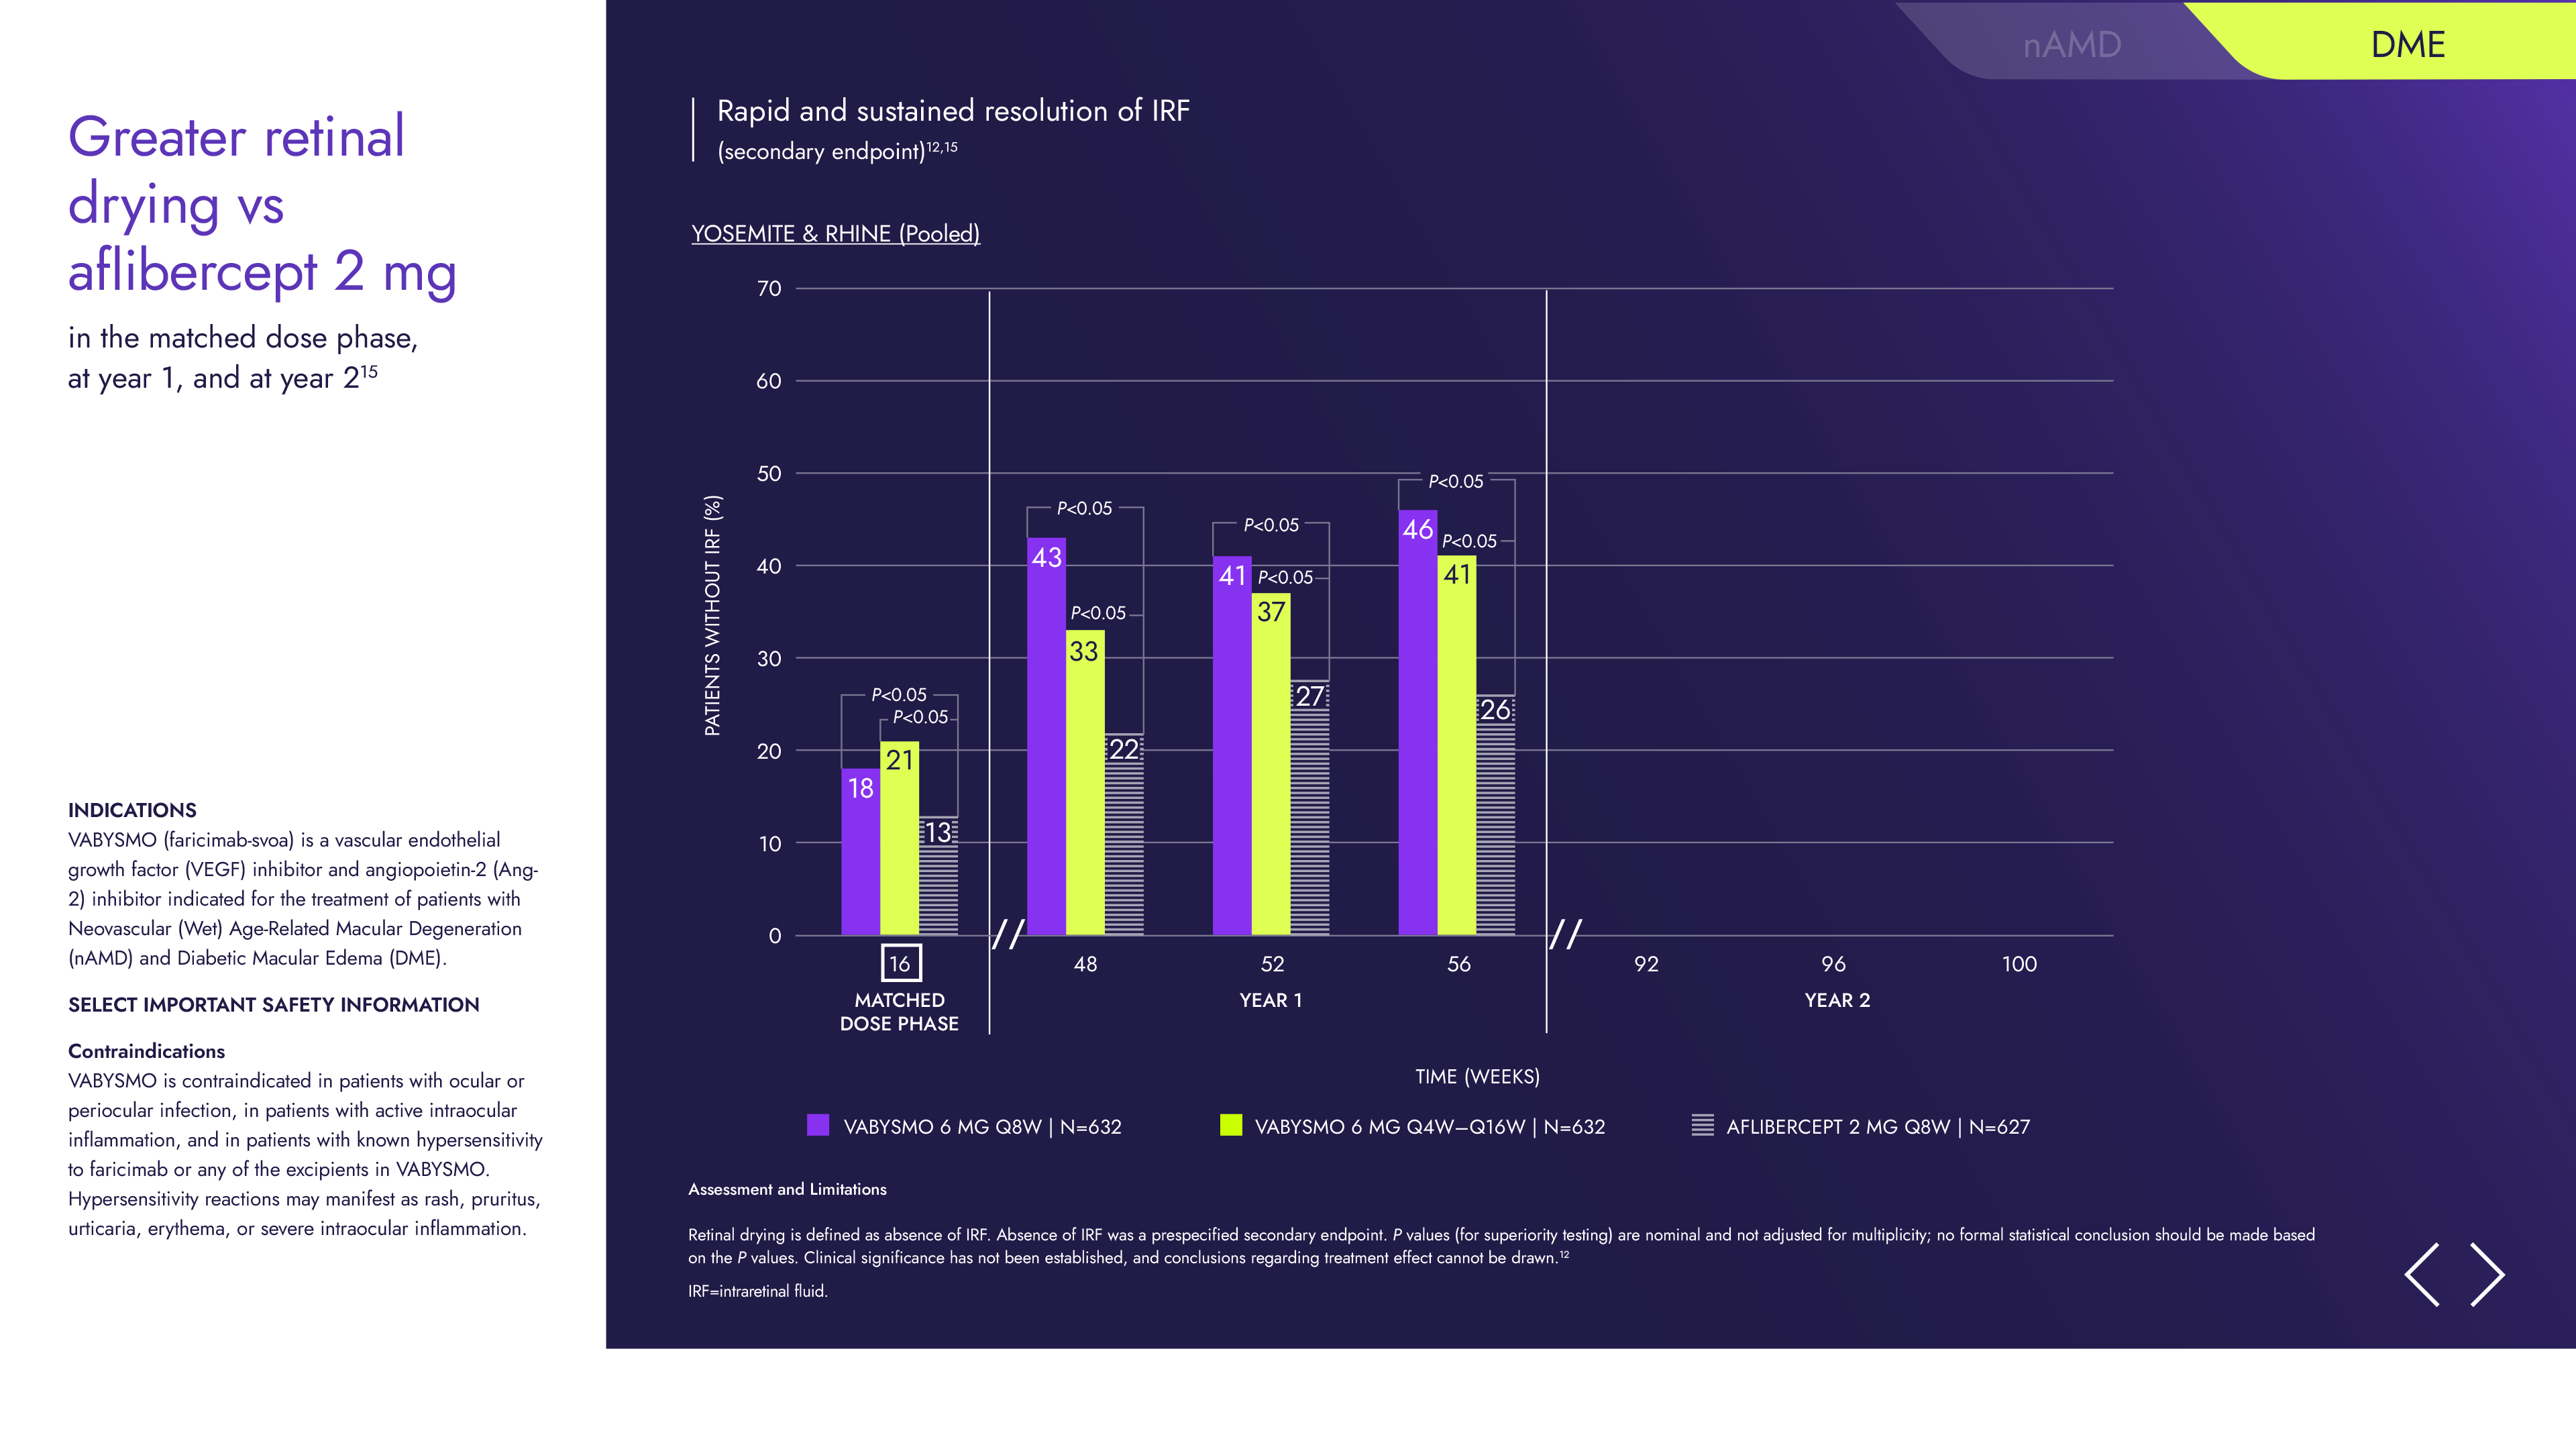 Greater retinal
drying vs
aflibercept 2 mg
in the matched dose phase,
at year 1, and at year 2¹⁵
INDICATIONS
VABYSMO (faricimab-svoa) is a vascular endothelial
growth factor (VEGF) inhibitor and angiopoietin-2 (Ang-
2) inhibitor indicated for the treatment of patients with
Neovascular (Wet) Age-Related Macular Degeneration
(nAMD) and Diabetic Macular Edema (DME).
SELECT IMPORTANT SAFETY INFORMATION
Contraindications
VABYSMO is contraindicated in patients with ocular or
periocular infection, in patients with active intraocular
inflammation, and in patients with known hypersensitivity
to faricimab or any of the excipients in VABYSMO.
Hypersensitivity reactions may manifest as rash, pruritus,
urticaria, erythema, or severe intraocular inflammation.
nAMD
DME
Rapid and sustained resolution of IRF
(secondary endpoint)¹²,¹⁵
YOSEMITE & RHINE (Pooled)
PATIENTS WITHOUT IRF (%)
70
60
50
40
30
20
10
0
P<0.05
P<0.05
18
21
13
P<0.05
P<0.05
43
33
22
P<0.05
P<0.05
41
37
27
P<0.05
P<0.05
46
41
26
16
48
52
56
92
96
100
MATCHED
DOSE PHASE
YEAR 1
YEAR 2
TIME (WEEKS)
VABYSMO 6 MG Q8W | N=632
VABYSMO 6 MG Q4W–Q16W | N=632
AFLIBERCEPT 2 MG Q8W | N=627
Assessment and Limitations
Retinal drying is defined as absence of IRF. Absence of IRF was a prespecified secondary endpoint. P values (for superiority testing) are nominal and not adjusted for multiplicity; no formal statistical conclusion should be made based
on the P values. Clinical significance has not been established, and conclusions regarding treatment effect cannot be drawn.¹²
IRF=intraretinal fluid.